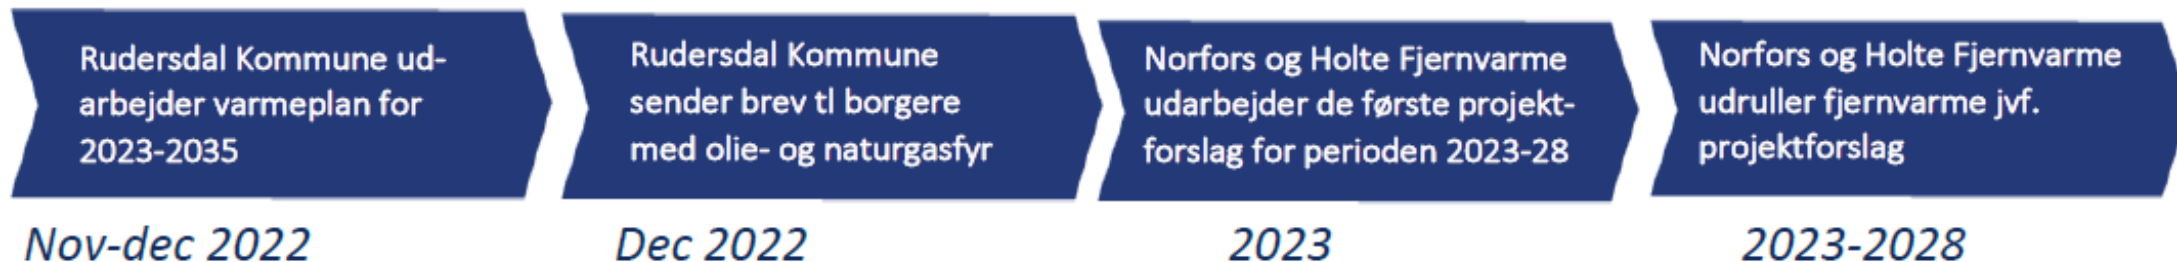 Rudersdal Kommune ud-
arbejder varmeplan for
2023-2035
Rudersdal Kommune
sender brev tl borgere
med olie- og naturgasfyr
Norfors og Holte Fjernvarme
udarbejder de første projekt-
forslag for perioden 2023-28
Norfors og Holte Fjernvarme
udruller fjernvarme jvf.
projektforslag
Nov-dec 2022
Dec 2022
2023
2023-2028